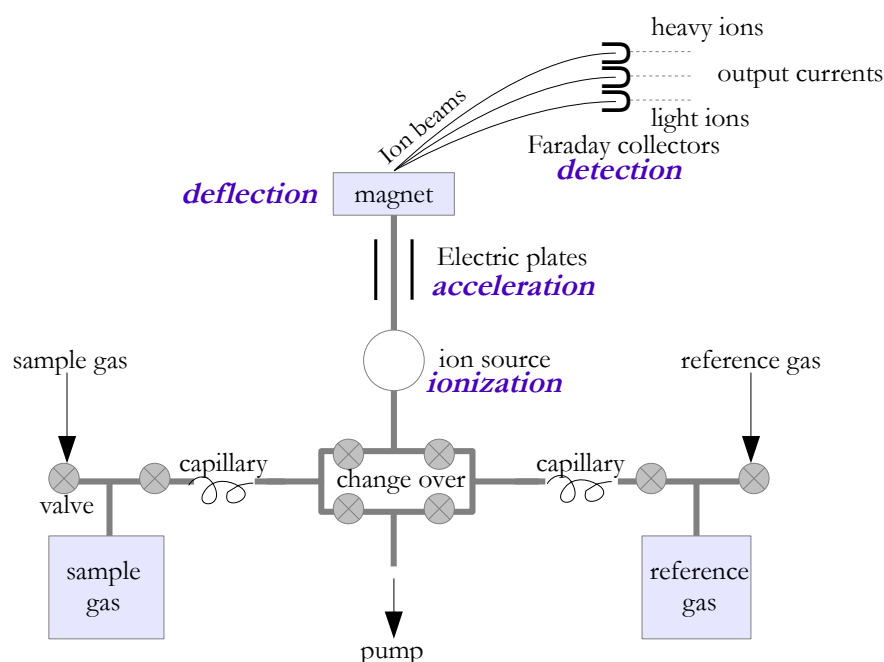 heavy ions
output currents
light ions
Ion beams
Faraday collectors
detection
deflection
magnet
Electric plates
acceleration
sample gas
ion source
reference gas
ionization
capillary
change over
capillary
valve
sample
gas
reference
gas
pump